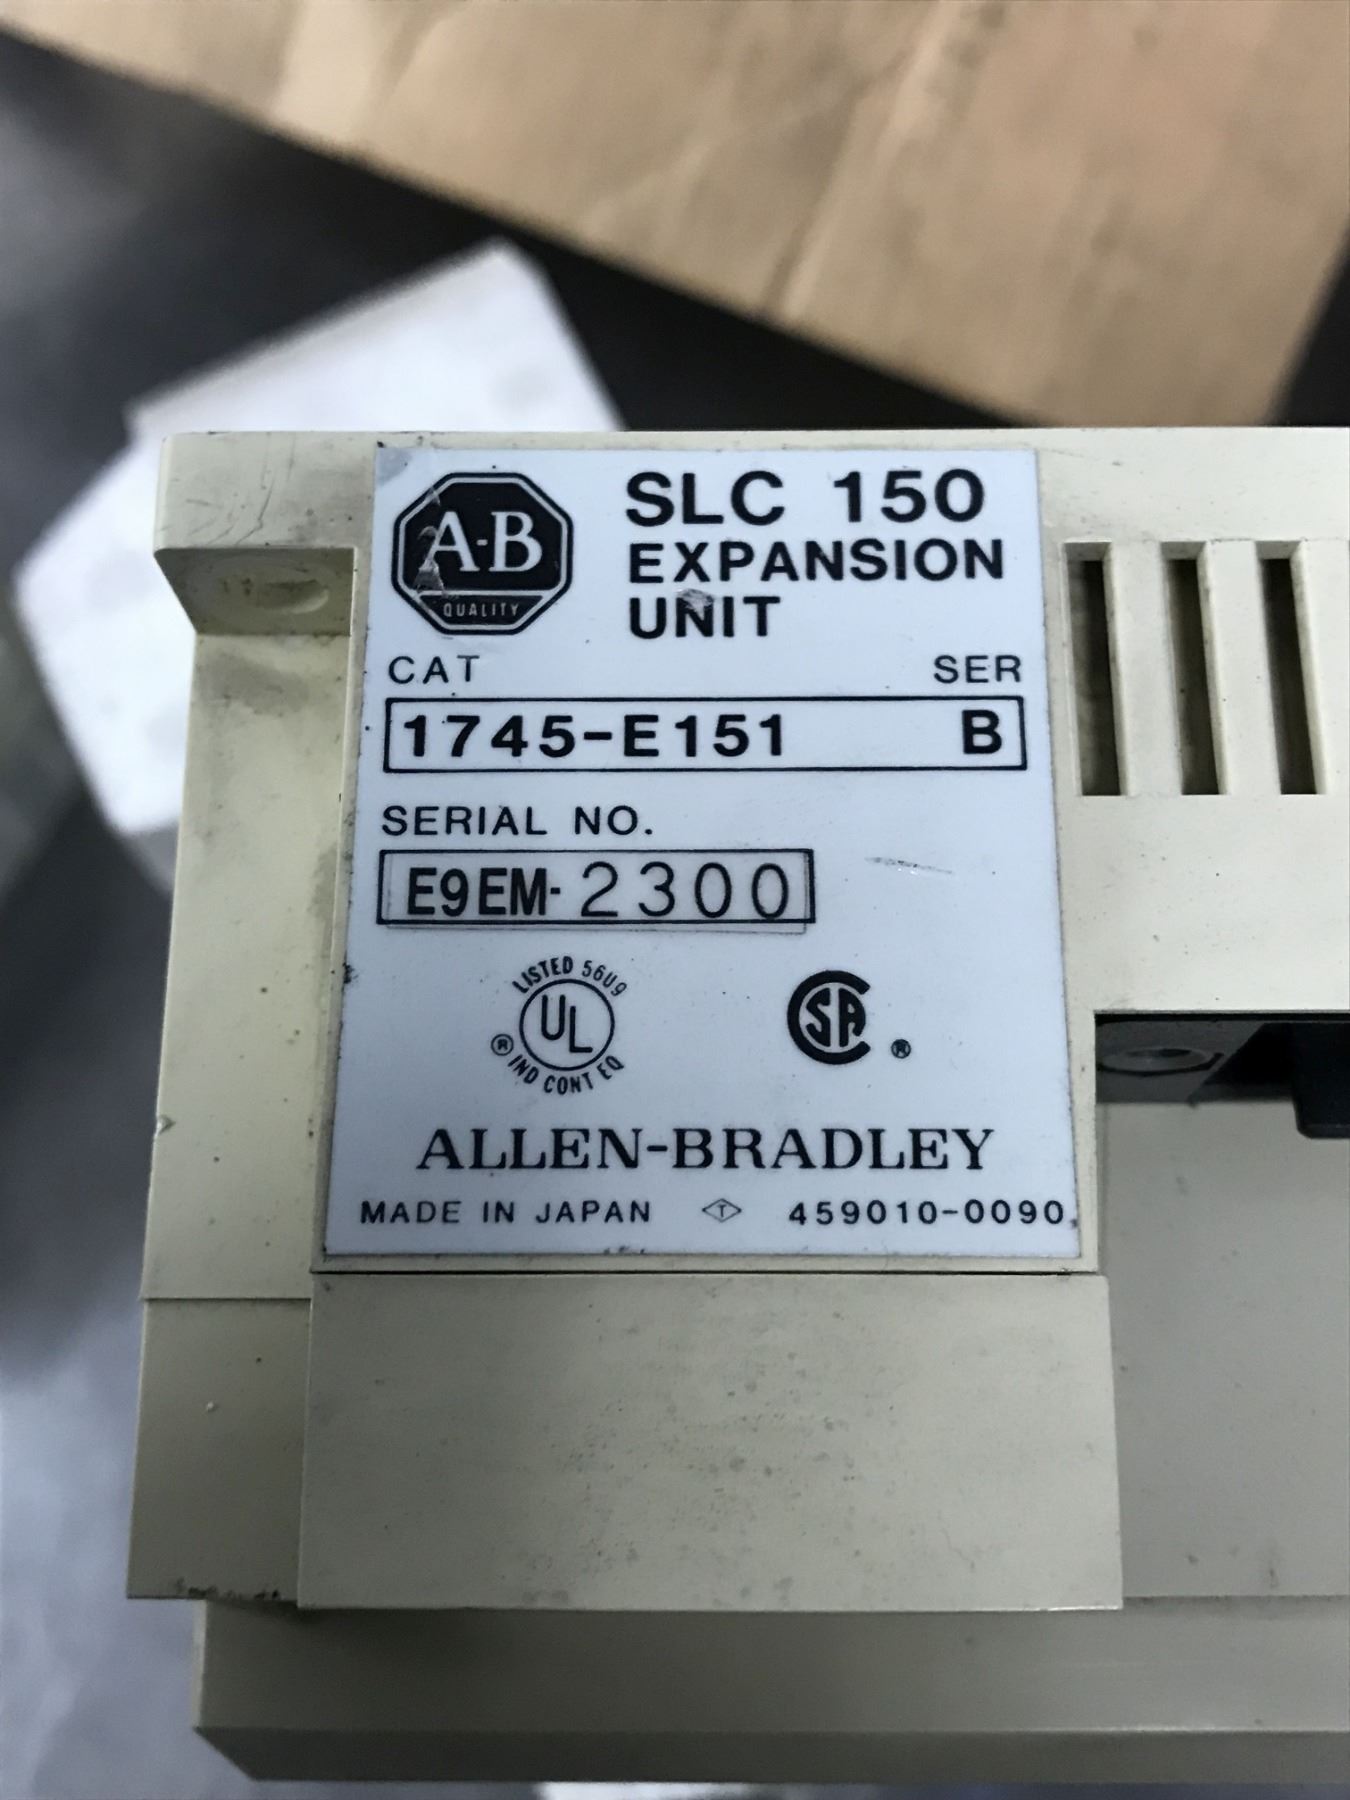 A-B
QUALITY
SLC 150
EXPANSION
UNIT
CAT SER
1745-E151 B
SERIAL NO.
E9EM-2300
LISTED 56U9
UL
® IND CONT EQ
CSA ®
ALLEN-BRADLEY
MADE IN JAPAN T 459010-0090